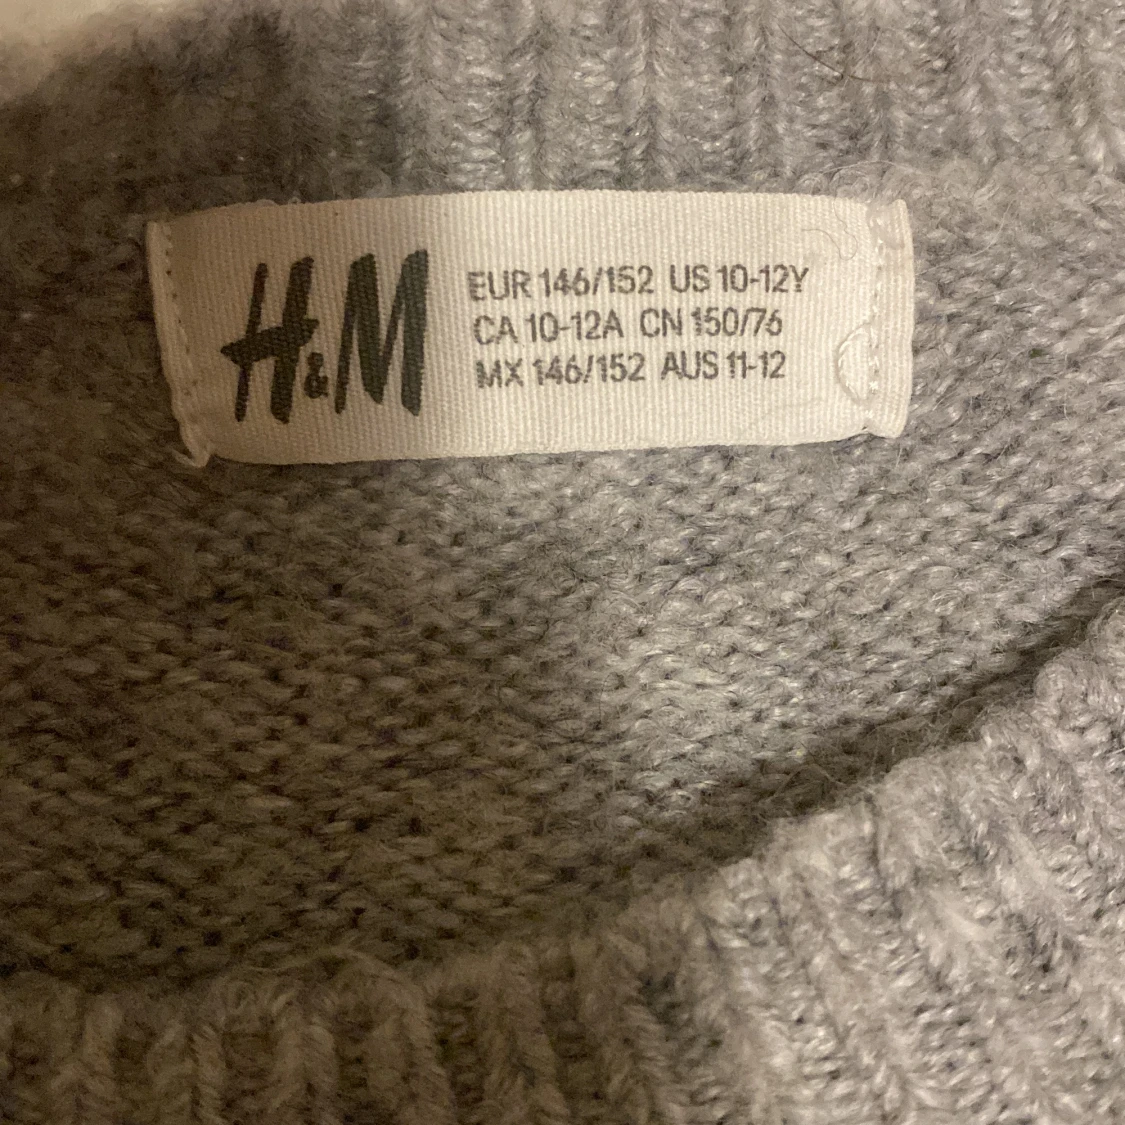 H&M
EUR 146/152 US 10-12Y
CA 10-12A CN 150/76
MX 146/152 AUS 11-12